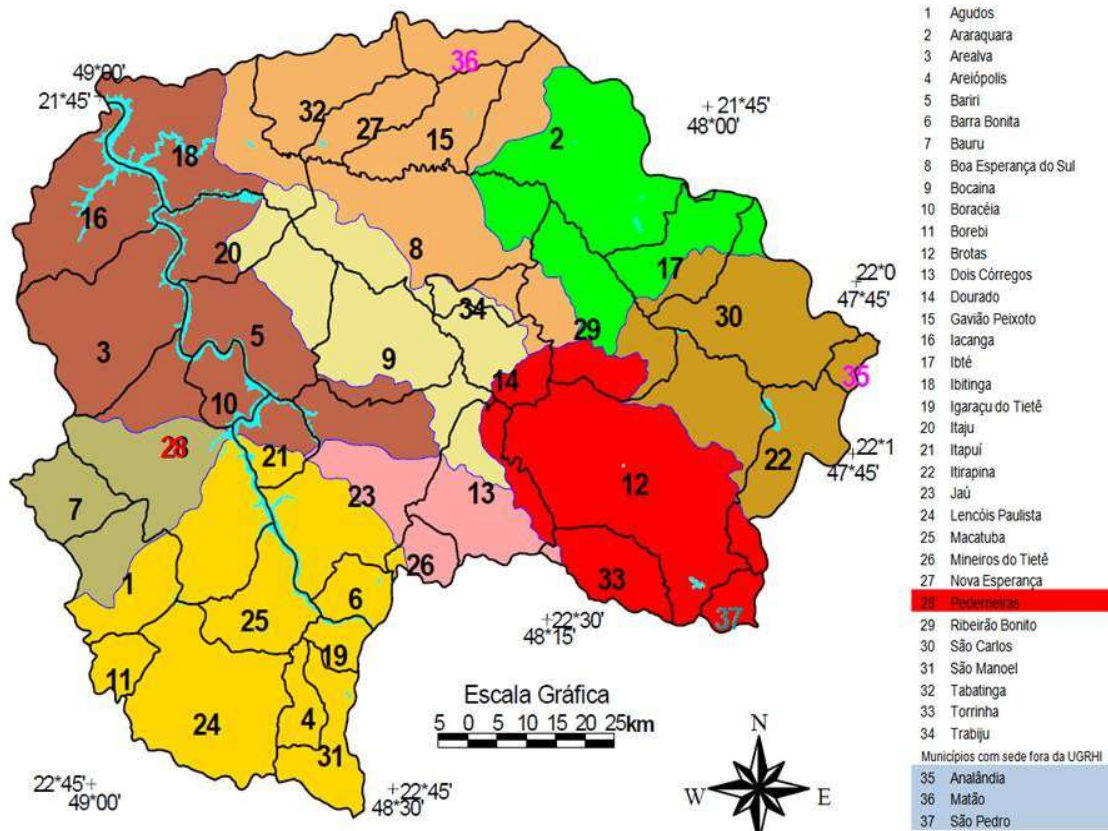 49*00'
21*45' +
+ 21*45'
48*00'
22*0
+
47*45'
+22*1
47*45'
+22*30'
48*15'
22*45'+
49*00'
+22*45'
48*30'
36
32
27
15
2
18
16
20
8
17
30
34
29
3
5
9
35
14
10
28
21
22
7
23
13
12
26
1
33
6
25
37
19
11
24
4
31
Escala Gráfica
5 0 5 10 15 20 25km
N
W E
S
1 Agudos
2 Araraquara
3 Arealva
4 Areiópolis
5 Bariri
6 Barra Bonita
7 Bauru
8 Boa Esperança do Sul
9 Bocaina
10 Boracéia
11 Borebi
12 Brotas
13 Dois Córregos
14 Dourado
15 Gavião Peixoto
16 Iacanga
17 Ibté
18 Ibitinga
19 Igaraçu do Tietê
20 Itaju
21 Itapuí
22 Itirapina
23 Jaú
24 Lencóis Paulista
25 Macatuba
26 Mineiros do Tietê
27 Nova Esperança
28 Pederneiras
29 Ribeirão Bonito
30 São Carlos
31 São Manoel
32 Tabatinga
33 Torrinha
34 Trabiju
Municípios com sede fora da UGRHI
35 Analândia
36 Matão
37 São Pedro